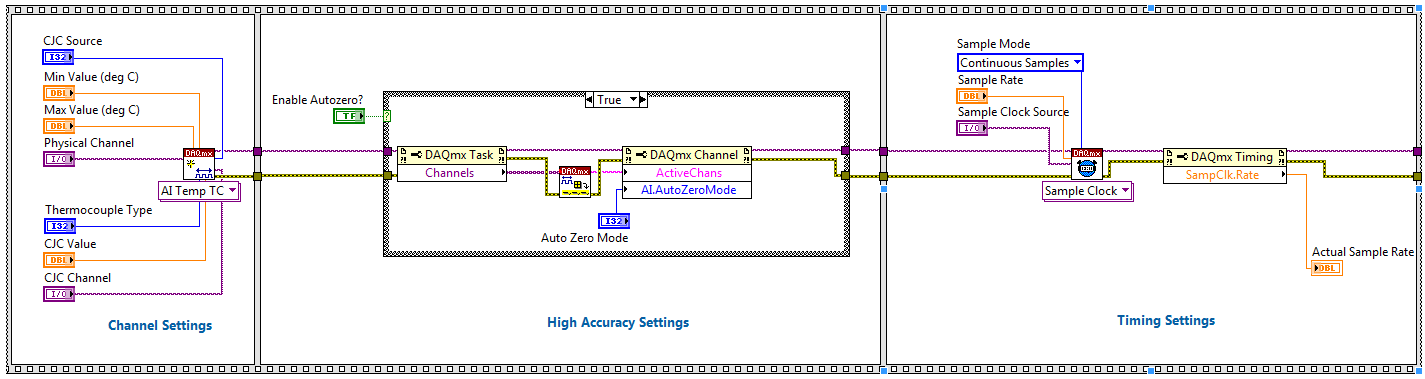 CJC Source
I32
Min Value (deg C)
DBL
Max Value (deg C)
DBL
Physical Channel
I/O
DAQmx
AI Temp TC
Thermocouple Type
I32
CJC Value
DBL
CJC Channel
I/O
Channel Settings
Enable Autozero?
TF
?
True
DAQmx Task
Channels
DAQmx
DAQmx Channel
ActiveChans
AI.AutoZeroMode
I32
Auto Zero Mode
High Accuracy Settings
Sample Mode
Continuous Samples
Sample Rate
DBL
Sample Clock Source
I/O
DAQmx
Sample Clock
DAQmx Timing
SampClk.Rate
Actual Sample Rate
DBL
Timing Settings